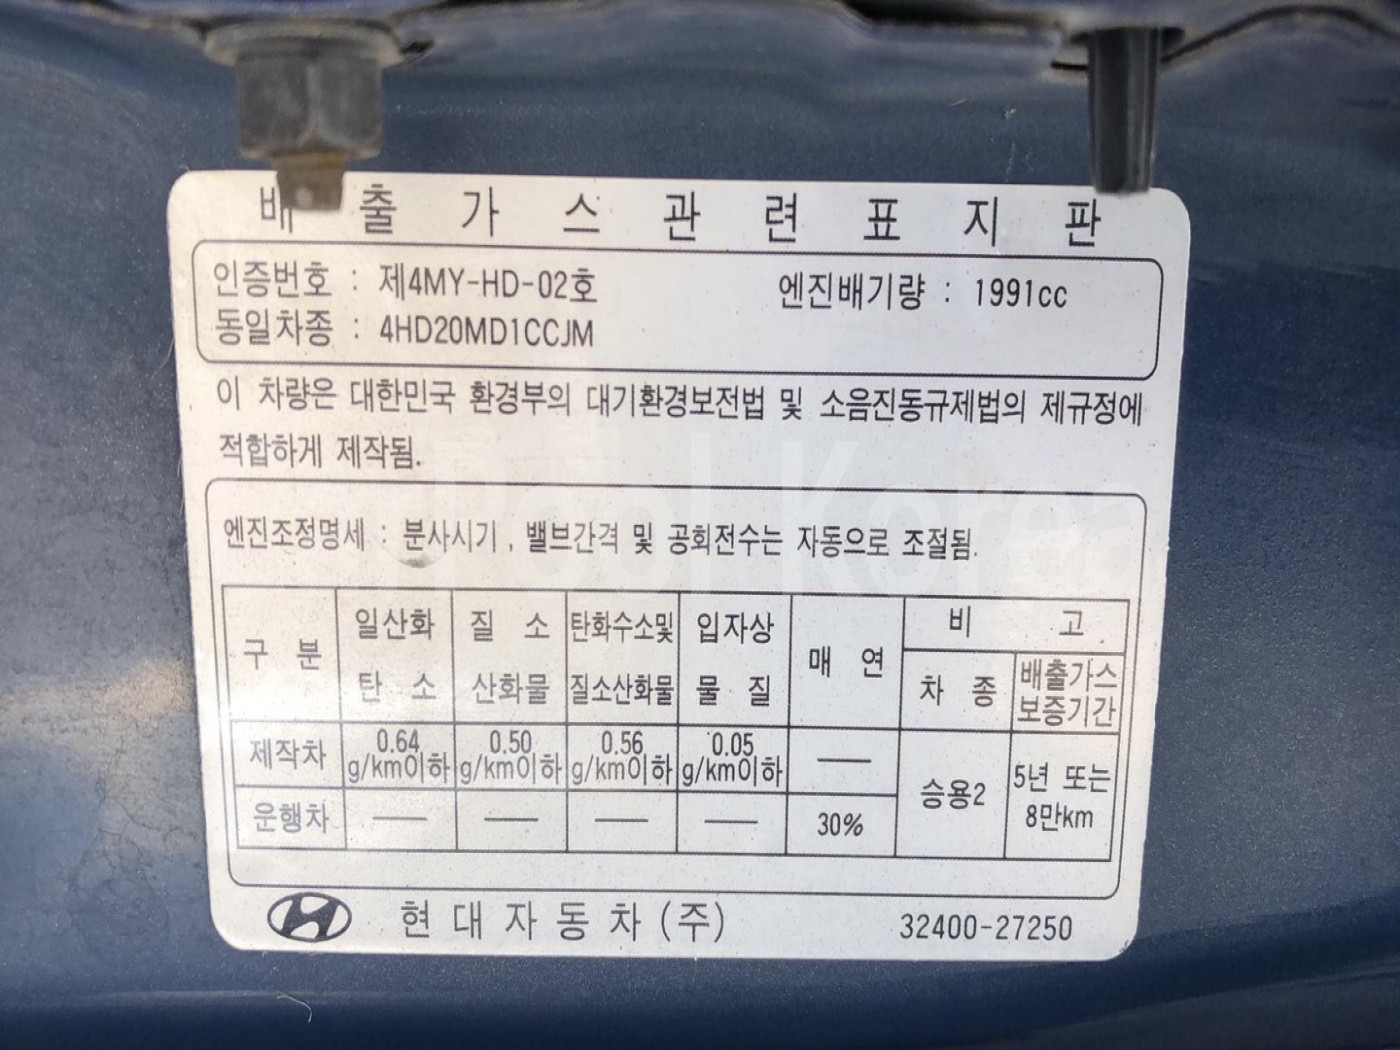 배 출 가 스 관 련 표 지 판
인증번호 : 제4MY-HD-02호 엔진배기량 : 1991cc
동일차종 : 4HD20MD1CCJM
이 차량은 대한민국 환경부의 대기환경보전법 및 소음진동규제법의 제규정에
적합하게 제작됨.
엔진조정명세 : 분사시기, 밸브간격 및 공회전수는 자동으로 조절됨.
구 분 일산화 탄 소 질 소 산화물 탄화수소및 질소산화물 입자상 물 질 매 연 비 고
차 종 배출가스 보증기간
제작차 0.64 g/km이하 0.50 g/km이하 0.56 g/km이하 0.05 g/km이하 — 승용2 5년 또는 8만km
운행차 — — — — 30%
현대자동차(주) 32400-27250
Pool Korea